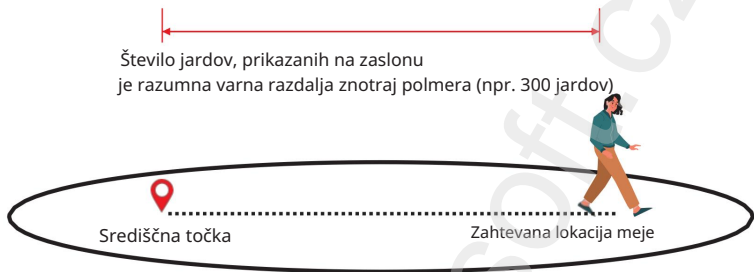 Število jardov, prikazanih na zaslonu
je razumna varna razdalja znotraj polmera (npr. 300 jardov)
Središčna točka
Zahtevana lokacija meje